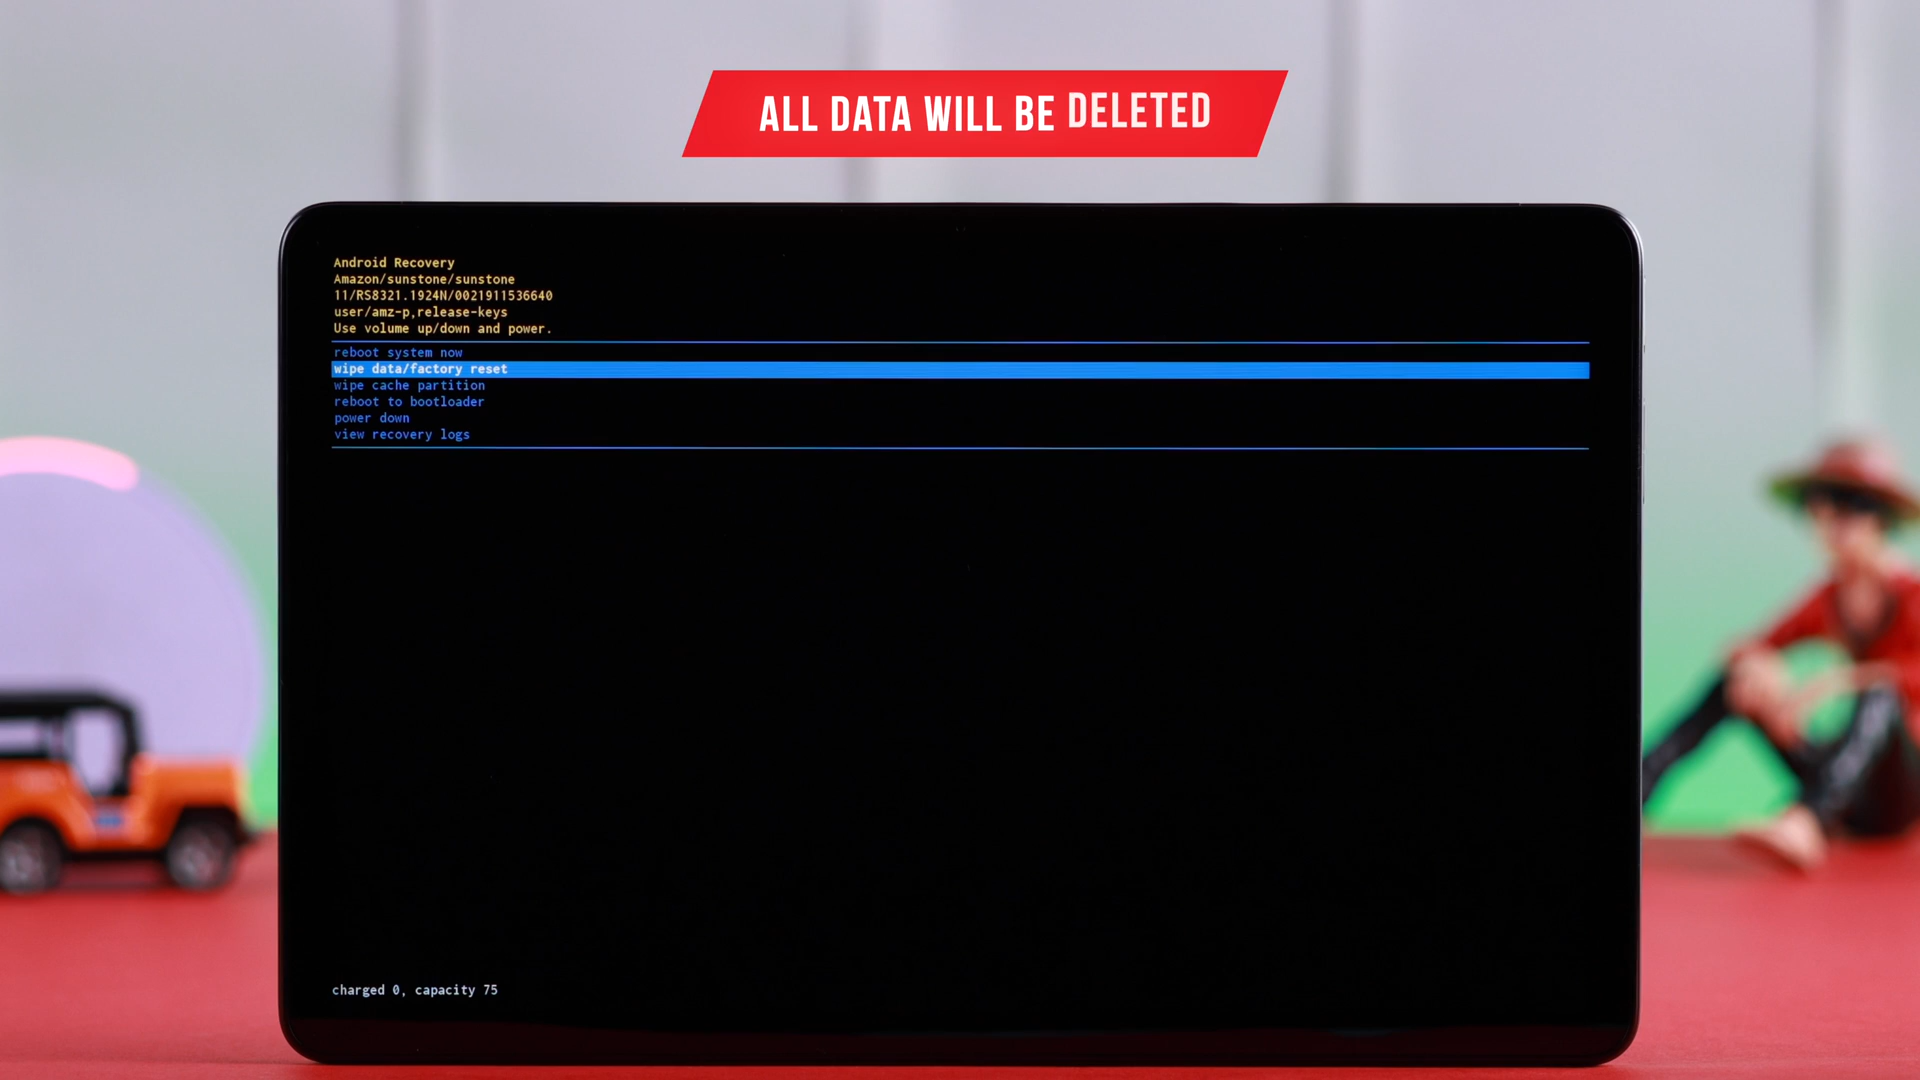 ALL DATA WILL BE DELETED
Android Recovery
Amazon/sunstone/sunstone
11/RS8321.1924N/0021911536640
user/amz-p,release-keys
Use volume up/down and power.
reboot system now
wipe data/factory reset
wipe cache partition
reboot to bootloader
power down
view recovery logs
charged 0, capacity 75